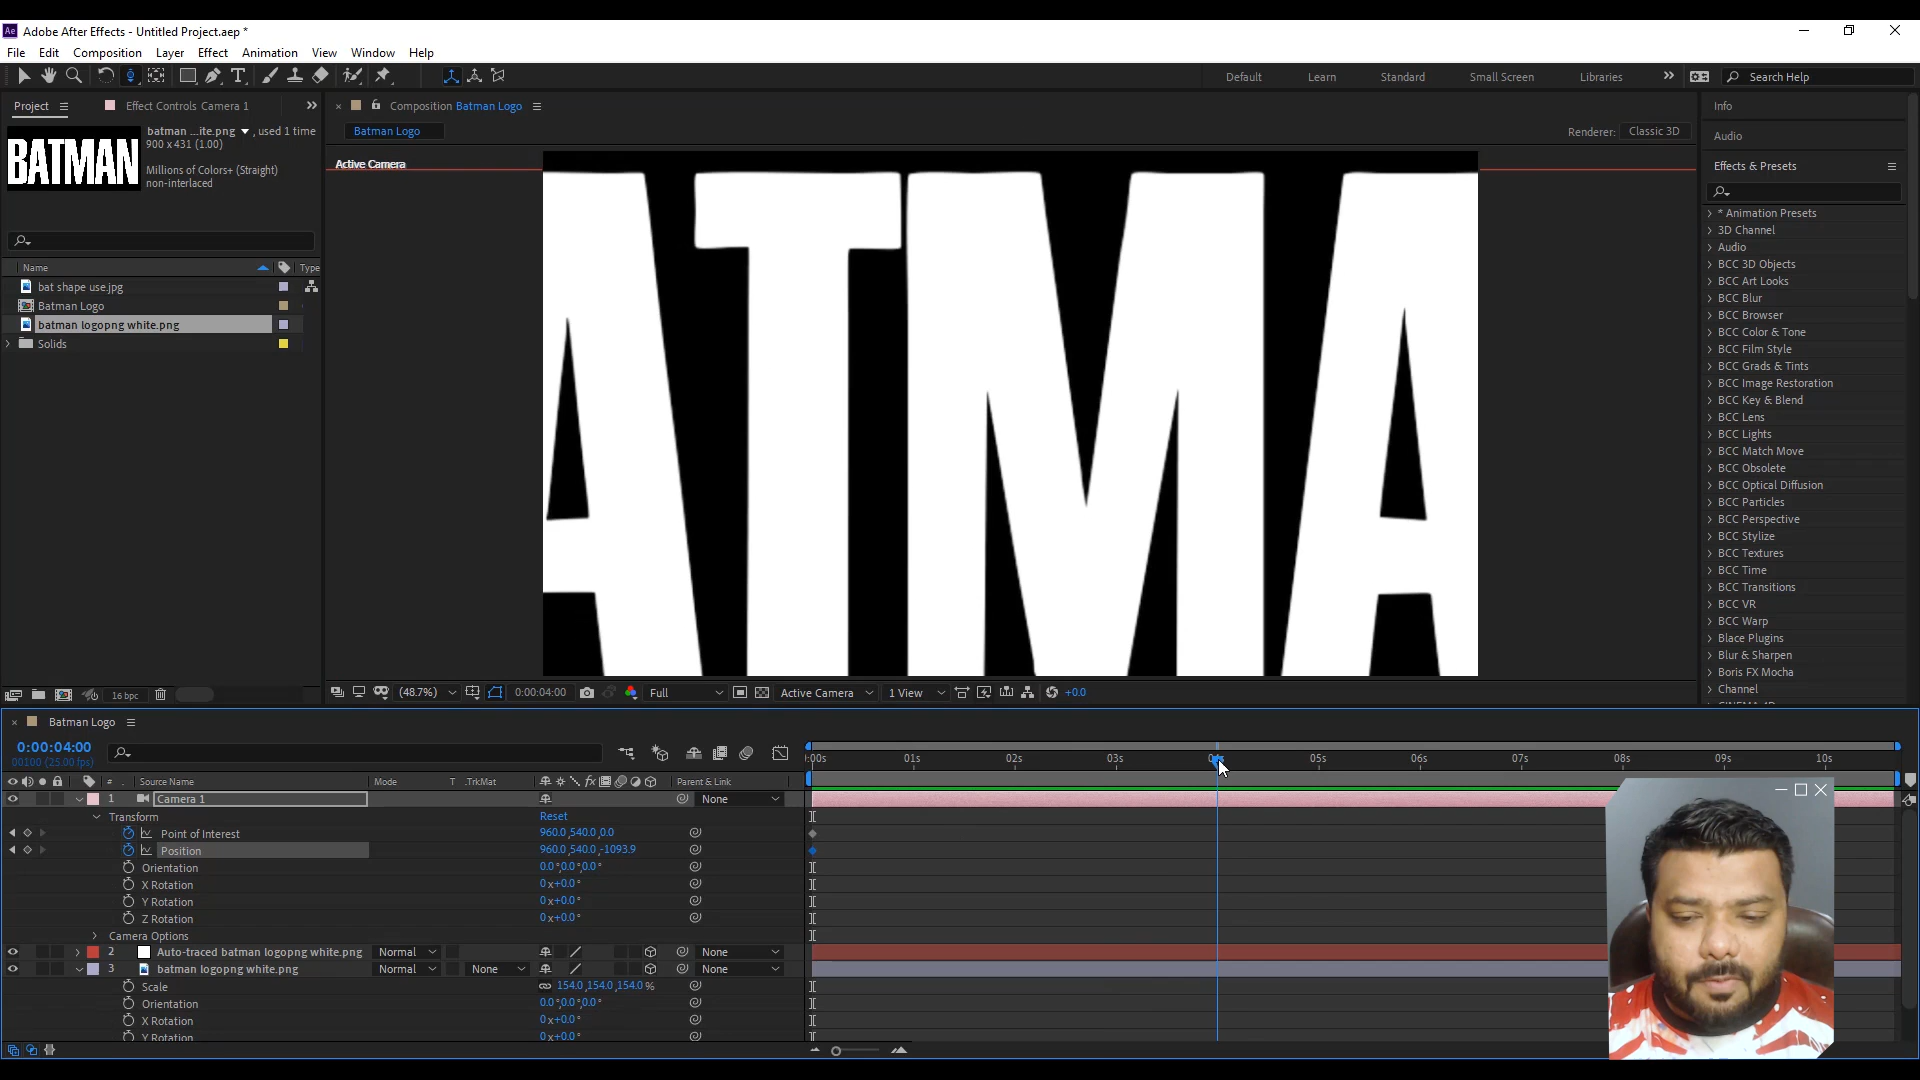 Ae Adobe After Effects - Untitled Project.aep *
File Edit Composition Layer Effect Animation View Window Help
Default Learn Standard Small Screen Libraries Search Help
Project Effect Controls Camera 1
BATMAN
batman ...ite.png , used 1 time
900 x 431 (1.00)
Millions of Colors+ (Straight)
non-interlaced
Name Type
bat shape use.jpg
Batman Logo
batman logopng white.png
Solids
16 bpc
Composition Batman Logo
Batman Logo
Renderer: Classic 3D
Active Camera
ATMA
(48.7%) 0:00:04:00 Full Active Camera 1 View +0.0
Info
Audio
Effects & Presets
* Animation Presets
3D Channel
Audio
BCC 3D Objects
BCC Art Looks
BCC Blur
BCC Browser
BCC Color & Tone
BCC Film Style
BCC Grads & Tints
BCC Image Restoration
BCC Key & Blend
BCC Lens
BCC Lights
BCC Match Move
BCC Obsolete
BCC Optical Diffusion
BCC Particles
BCC Perspective
BCC Stylize
BCC Textures
BCC Time
BCC Transitions
BCC VR
BCC Warp
Blace Plugins
Blur & Sharpen
Boris FX Mocha
Channel
Batman Logo
0:00:04:00
00100 (25.00 fps)
:00s 01s 02s 03s 05s 06s 07s 08s 09s 10s
# Source Name Mode T .TrkMat fx Parent & Link
1 Camera 1 None
Transform Reset
Point of Interest 960.0,540.0,0.0
Position 960.0,540.0,-1093.9
Orientation 0.0°,0.0°,0.0°
X Rotation 0x+0.0°
Y Rotation 0x+0.0°
Z Rotation 0x+0.0°
Camera Options
2 Auto-traced batman logopng white.png Normal None
3 batman logopng white.png Normal None None
Scale 154.0,154.0,154.0%
Orientation 0.0°,0.0°,0.0°
X Rotation 0x+0.0°
Y Rotation 0x+0.0°